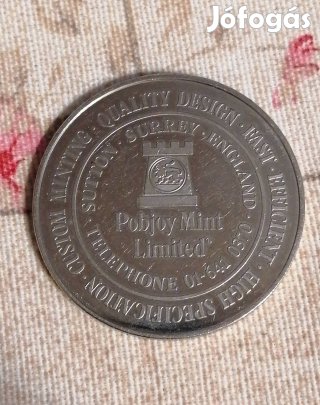 Jófogás
CUSTOM MINTING · QUALITY DESIGN · FAST EFFICIENT · HIGH SPECIFICATION ·
SUTTON · SURREY · ENGLAND · TELEPHONE 01-641 0370
Pobjoy Mint
Limited